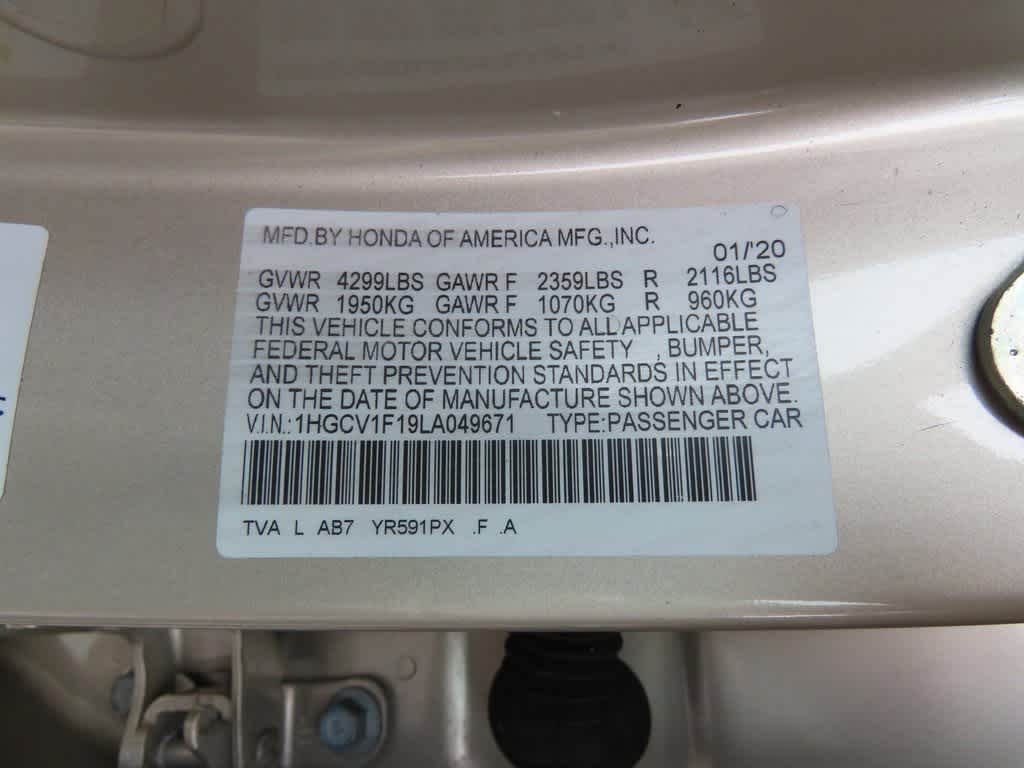 MFD.BY HONDA OF AMERICA MFG.,INC.
01/'20
GVWR 4299LBS GAWR F 2359LBS R 2116LBS
GVWR 1950KG GAWR F 1070KG R 960KG
THIS VEHICLE CONFORMS TO ALL APPLICABLE
FEDERAL MOTOR VEHICLE SAFETY , BUMPER,
AND THEFT PREVENTION STANDARDS IN EFFECT
ON THE DATE OF MANUFACTURE SHOWN ABOVE.
V.I.N.:1HGCV1F19LA049671 TYPE:PASSENGER CAR
TVA L AB7 YR591PX .F .A